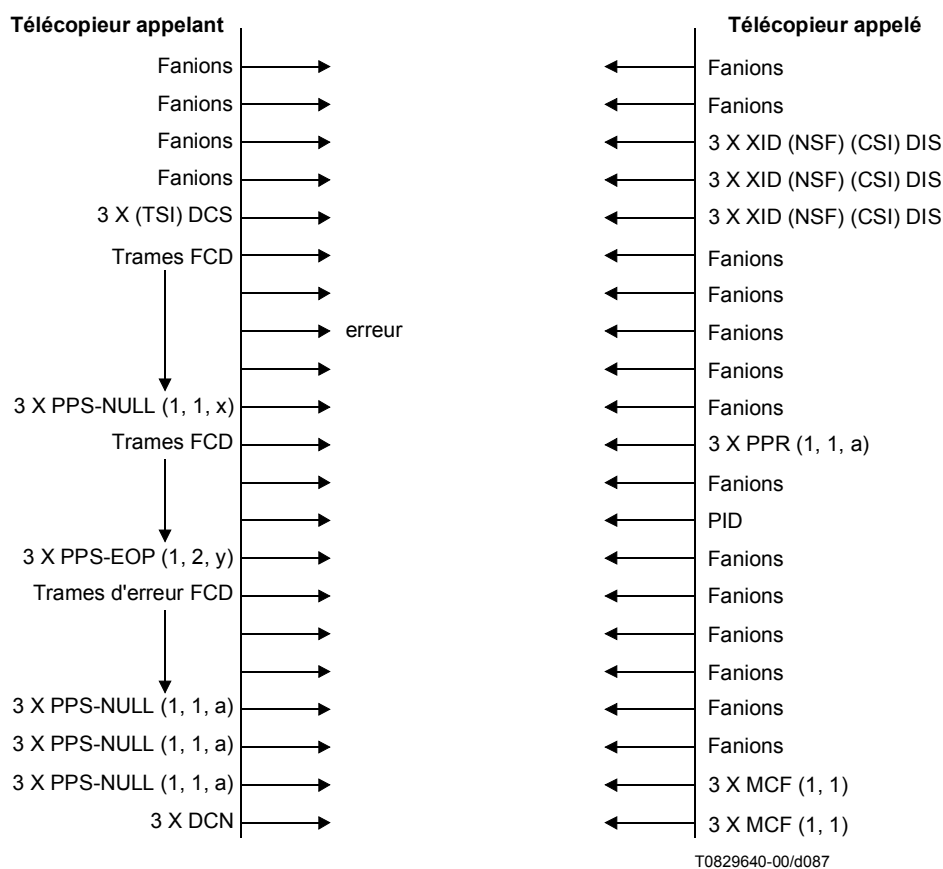 Télécopieur appelant Télécopieur appelé
Fanions Fanions
Fanions Fanions
Fanions 3 X XID (NSF) (CSI) DIS
Fanions 3 X XID (NSF) (CSI) DIS
3 X (TSI) DCS 3 X XID (NSF) (CSI) DIS
Trames FCD Fanions
Fanions
erreur Fanions
Fanions
3 X PPS-NULL (1, 1, x) Fanions
Trames FCD 3 X PPR (1, 1, a)
Fanions
PID
3 X PPS-EOP (1, 2, y) Fanions
Trames d'erreur FCD Fanions
Fanions
Fanions
3 X PPS-NULL (1, 1, a) Fanions
3 X PPS-NULL (1, 1, a) Fanions
3 X PPS-NULL (1, 1, a) 3 X MCF (1, 1)
3 X DCN 3 X MCF (1, 1)
T0829640-00/d087